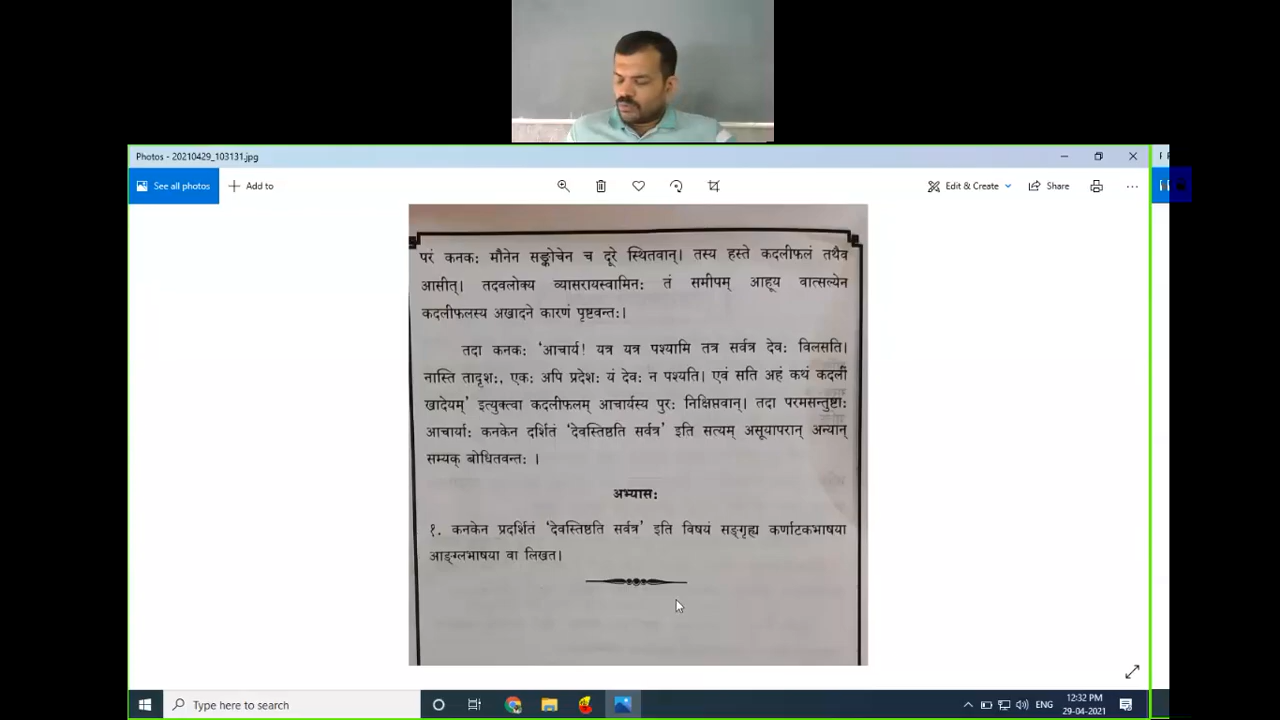 Photos - 20210429_103131.jpg
See all photos
Add to
Edit & Create
Share
परं कनकः मौनेन सङ्कोचेन च दूरे स्थितवान्। तस्य हस्ते कदलीफलं तथैव
आसीत्। तदवलोक्य व्यासरायस्वामिनः तं समीपम् आहूय वात्सल्येन
कदलीफलस्य अखादने कारणं पृष्टवन्तः।
तदा कनकः ‘आचार्य! यत्र यत्र पश्यामि तत्र सर्वत्र देवः विलसति।
नास्ति तादृशः, एकः अपि प्रदेशः यं देवः न पश्यति। एवं सति अहं कथं कदलीं
खादेयम्’ इत्युक्त्वा कदलीफलम् आचार्यस्य पुरः निक्षिप्तवान्। तदा परमसन्तुष्टाः
आचार्याः कनकेन दर्शितं ‘देवस्तिष्ठति सर्वत्र’ इति सत्यम् असूयापरान् अन्यान्
सम्यक् बोधितवन्तः ।
अभ्यासः
१. कनकेन प्रदर्शितं ‘देवस्तिष्ठति सर्वत्र’ इति विषयं सङ्गृह्य कर्णाटकभाषया
आङ्ग्लभाषया वा लिखत।
Type here to search
ENG
12:32 PM
29-04-2021